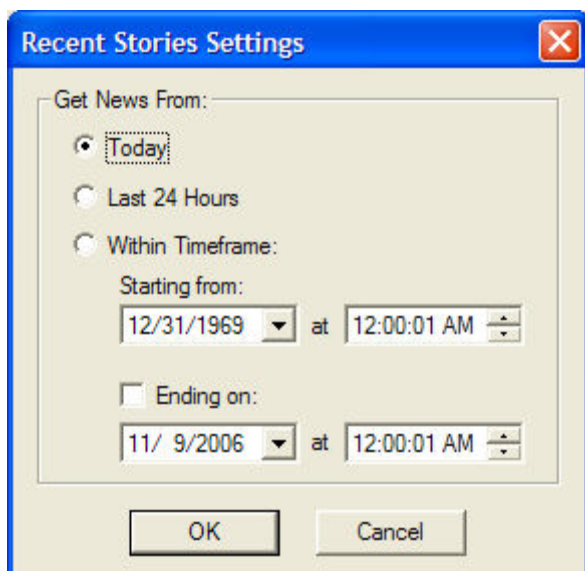 Recent Stories Settings
Get News From:
Today
Last 24 Hours
Within Timeframe:
Starting from:
12/31/1969 at 12:00:01 AM
Ending on:
11/ 9/2006 at 12:00:01 AM
OK Cancel